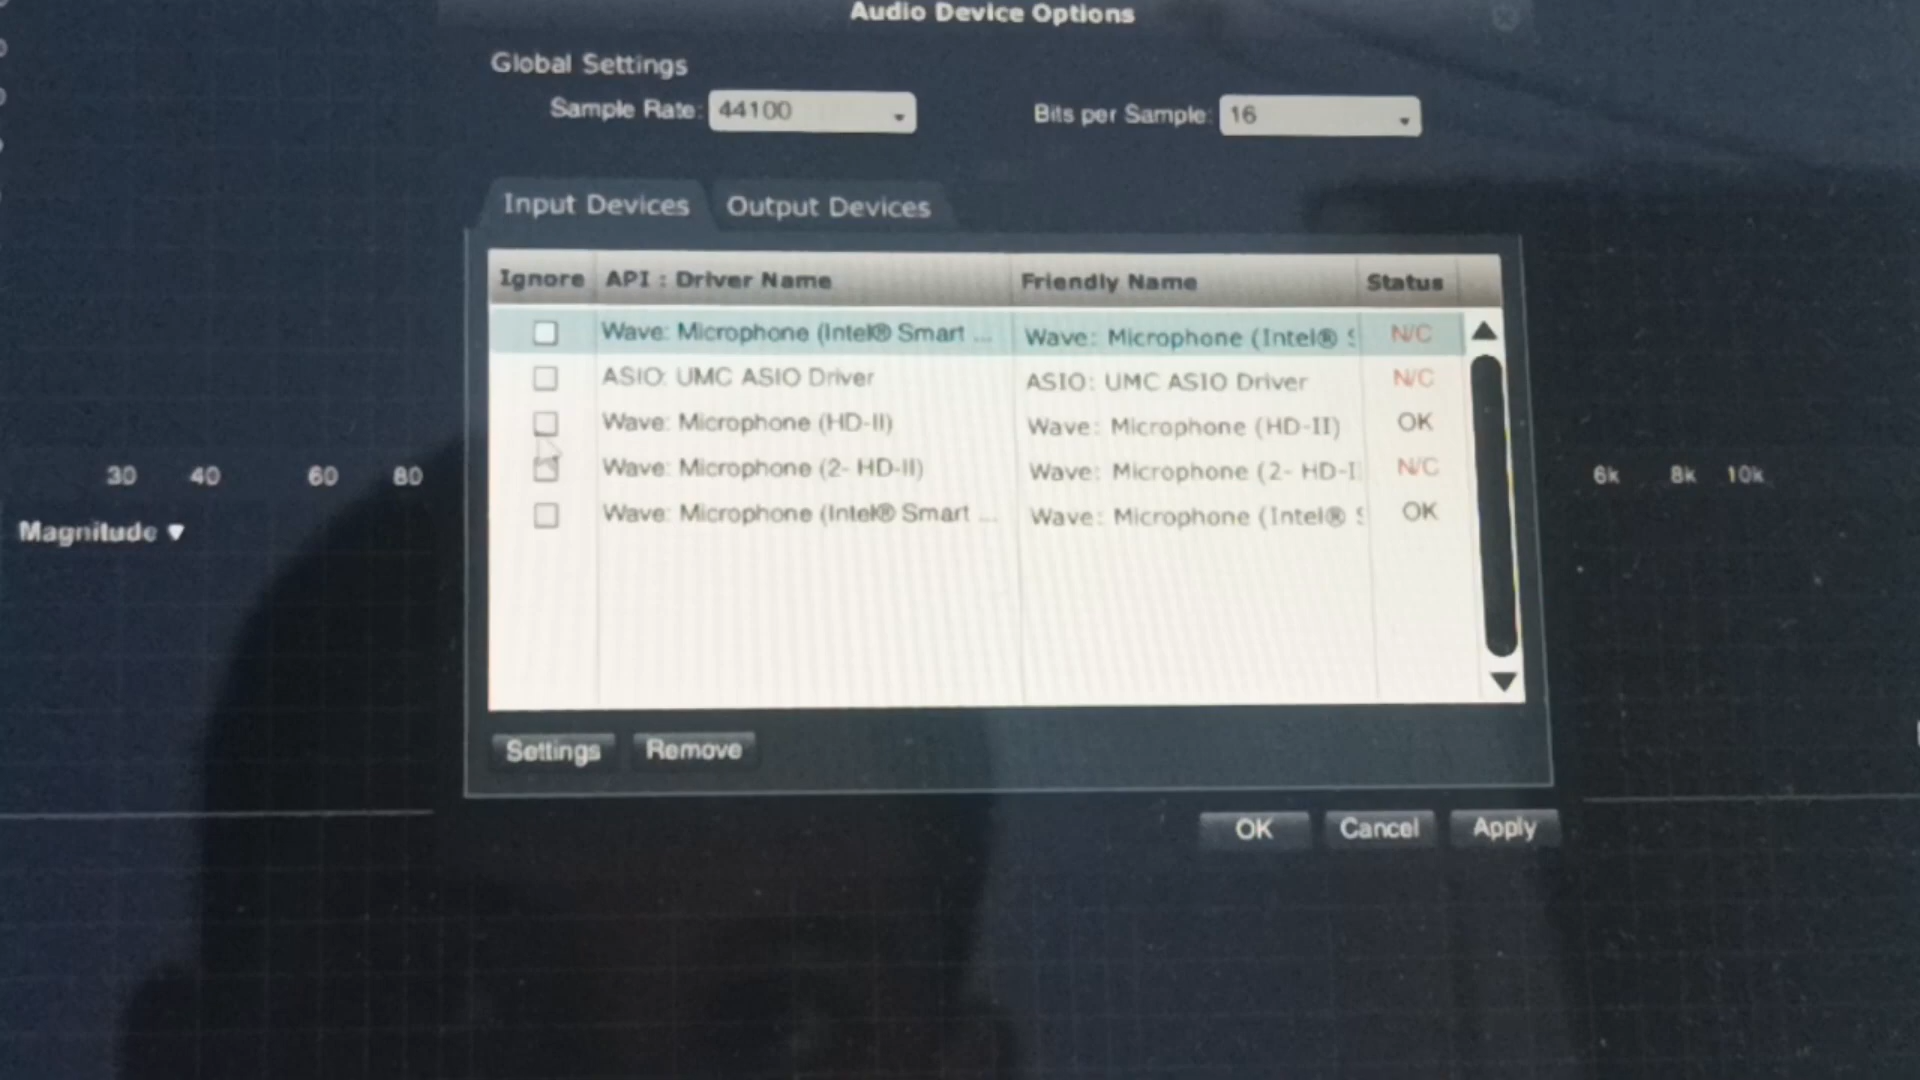 Audio Device Options
Global Settings
Sample Rate: 44100 Bits per Sample: 16
Input Devices Output Devices
Ignore API : Driver Name Friendly Name Status
Wave: Microphone (Intel® Smart ... Wave: Microphone (Intel® S N/C
ASIO: UMC ASIO Driver ASIO: UMC ASIO Driver N/C
Wave: Microphone (HD-II) Wave: Microphone (HD-II) OK
Wave: Microphone (2- HD-II) Wave: Microphone (2- HD-I N/C
Wave: Microphone (Intel® Smart ... Wave: Microphone (Intel® S OK
30 40 60 80 6k 8k 10k
Magnitude
Settings Remove
OK Cancel Apply